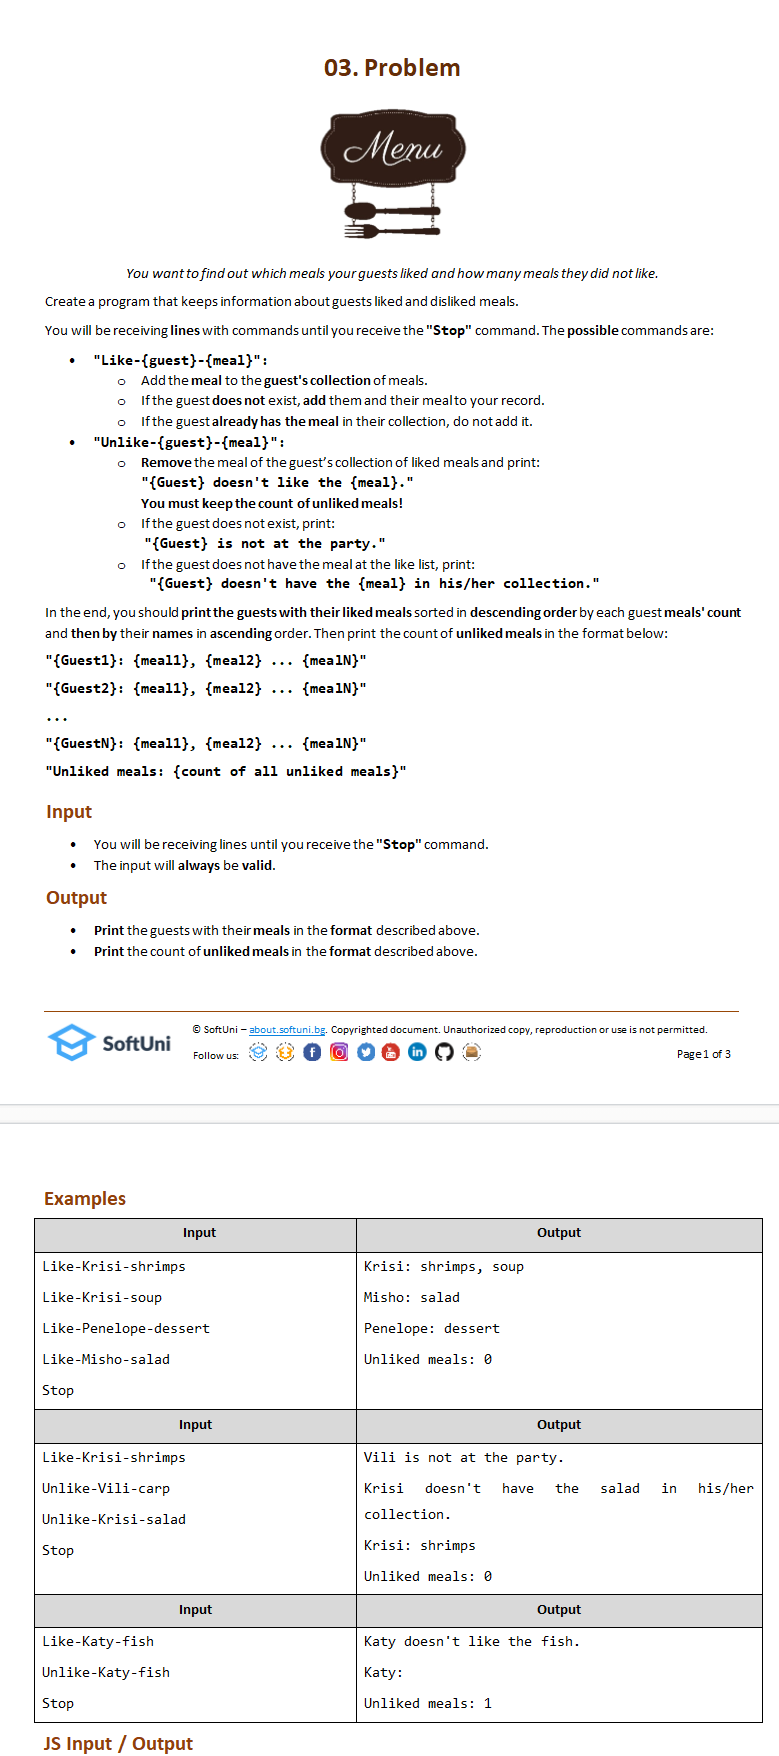 03. Problem
Menu
You want to find out which meals your guests liked and how many meals they did not like.
Create a program that keeps information about guests liked and disliked meals.
You will be receiving lines with commands until you receive the "Stop" command. The possible commands are:
• "Like-{guest}-{meal}":
o Add the meal to the guest's collection of meals.
o If the guest does not exist, add them and their meal to your record.
o If the guest already has the meal in their collection, do not add it.
• "Unlike-{guest}-{meal}":
o Remove the meal of the guest's collection of liked meals and print:
"{Guest} doesn't like the {meal}."
You must keep the count of unliked meals!
o If the guest does not exist, print:
"{Guest} is not at the party."
o If the guest does not have the meal at the like list, print:
"{Guest} doesn't have the {meal} in his/her collection."
In the end, you should print the guests with their liked meals sorted in descending order by each guest meals' count
and then by their names in ascending order. Then print the count of unliked meals in the format below:
"{Guest1}: {meal1}, {meal2} ... {mealN}"
"{Guest2}: {meal1}, {meal2} ... {mealN}"
...
"{GuestN}: {meal1}, {meal2} ... {mealN}"
"Unliked meals: {count of all unliked meals}"
Input
• You will be receiving lines until you receive the "Stop" command.
• The input will always be valid.
Output
• Print the guests with their meals in the format described above.
• Print the count of unliked meals in the format described above.
SoftUni
© SoftUni – about.softuni.bg. Copyrighted document. Unauthorized copy, reproduction or use is not permitted.
Follow us:
Page 1 of 3
Examples
Input Output
Like-Krisi-shrimps
Like-Krisi-soup
Like-Penelope-dessert
Like-Misho-salad
Stop
Krisi: shrimps, soup
Misho: salad
Penelope: dessert
Unliked meals: 0
Input Output
Like-Krisi-shrimps
Unlike-Vili-carp
Unlike-Krisi-salad
Stop
Vili is not at the party.
Krisi doesn't have the salad in his/her
collection.
Krisi: shrimps
Unliked meals: 0
Input Output
Like-Katy-fish
Unlike-Katy-fish
Stop
Katy doesn't like the fish.
Katy:
Unliked meals: 1
JS Input / Output